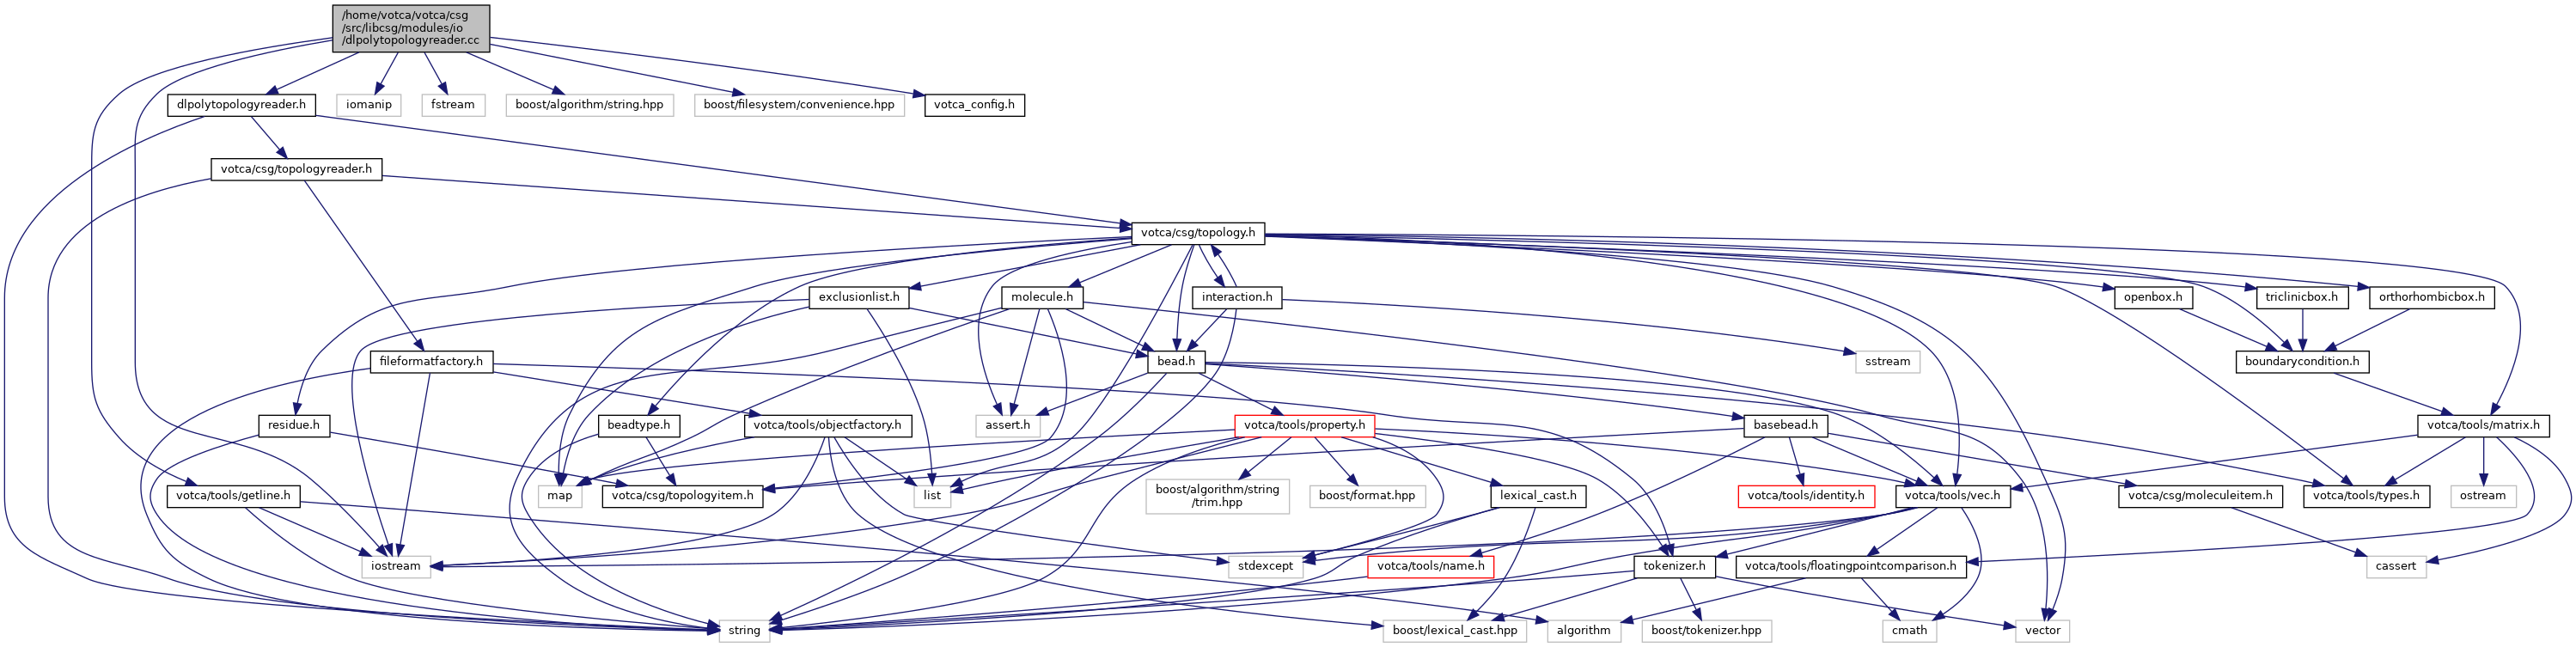 /home/votca/votca/csg
/src/libcsg/modules/io
/dlpolytopologyreader.cc
dlpolytopologyreader.h
iomanip
fstream
boost/algorithm/string.hpp
boost/filesystem/convenience.hpp
votca_config.h
votca/csg/topologyreader.h
votca/csg/topology.h
exclusionlist.h
molecule.h
interaction.h
openbox.h
triclinicbox.h
orthorhombicbox.h
fileformatfactory.h
bead.h
sstream
boundarycondition.h
residue.h
beadtype.h
votca/tools/objectfactory.h
assert.h
votca/tools/property.h
basebead.h
votca/tools/matrix.h
votca/tools/getline.h
map
votca/csg/topologyitem.h
list
boost/algorithm/string
/trim.hpp
boost/format.hpp
lexical_cast.h
votca/tools/identity.h
votca/tools/vec.h
votca/csg/moleculeitem.h
votca/tools/types.h
ostream
iostream
stdexcept
votca/tools/name.h
tokenizer.h
votca/tools/floatingpointcomparison.h
cassert
string
boost/lexical_cast.hpp
algorithm
boost/tokenizer.hpp
cmath
vector